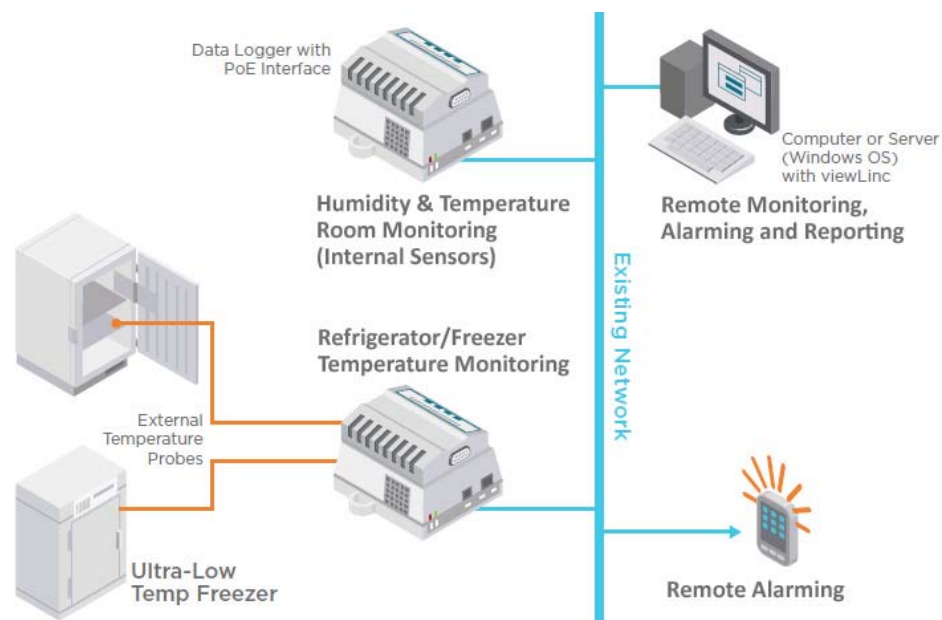 Data Logger with
PoE Interface
Computer or Server
(Windows OS)
with viewLinc
Humidity & Temperature
Room Monitoring
(Internal Sensors)
Remote Monitoring,
Alarming and Reporting
Existing Network
Refrigerator/Freezer
Temperature Monitoring
External
Temperature
Probes
Ultra-Low
Temp Freezer
Remote Alarming